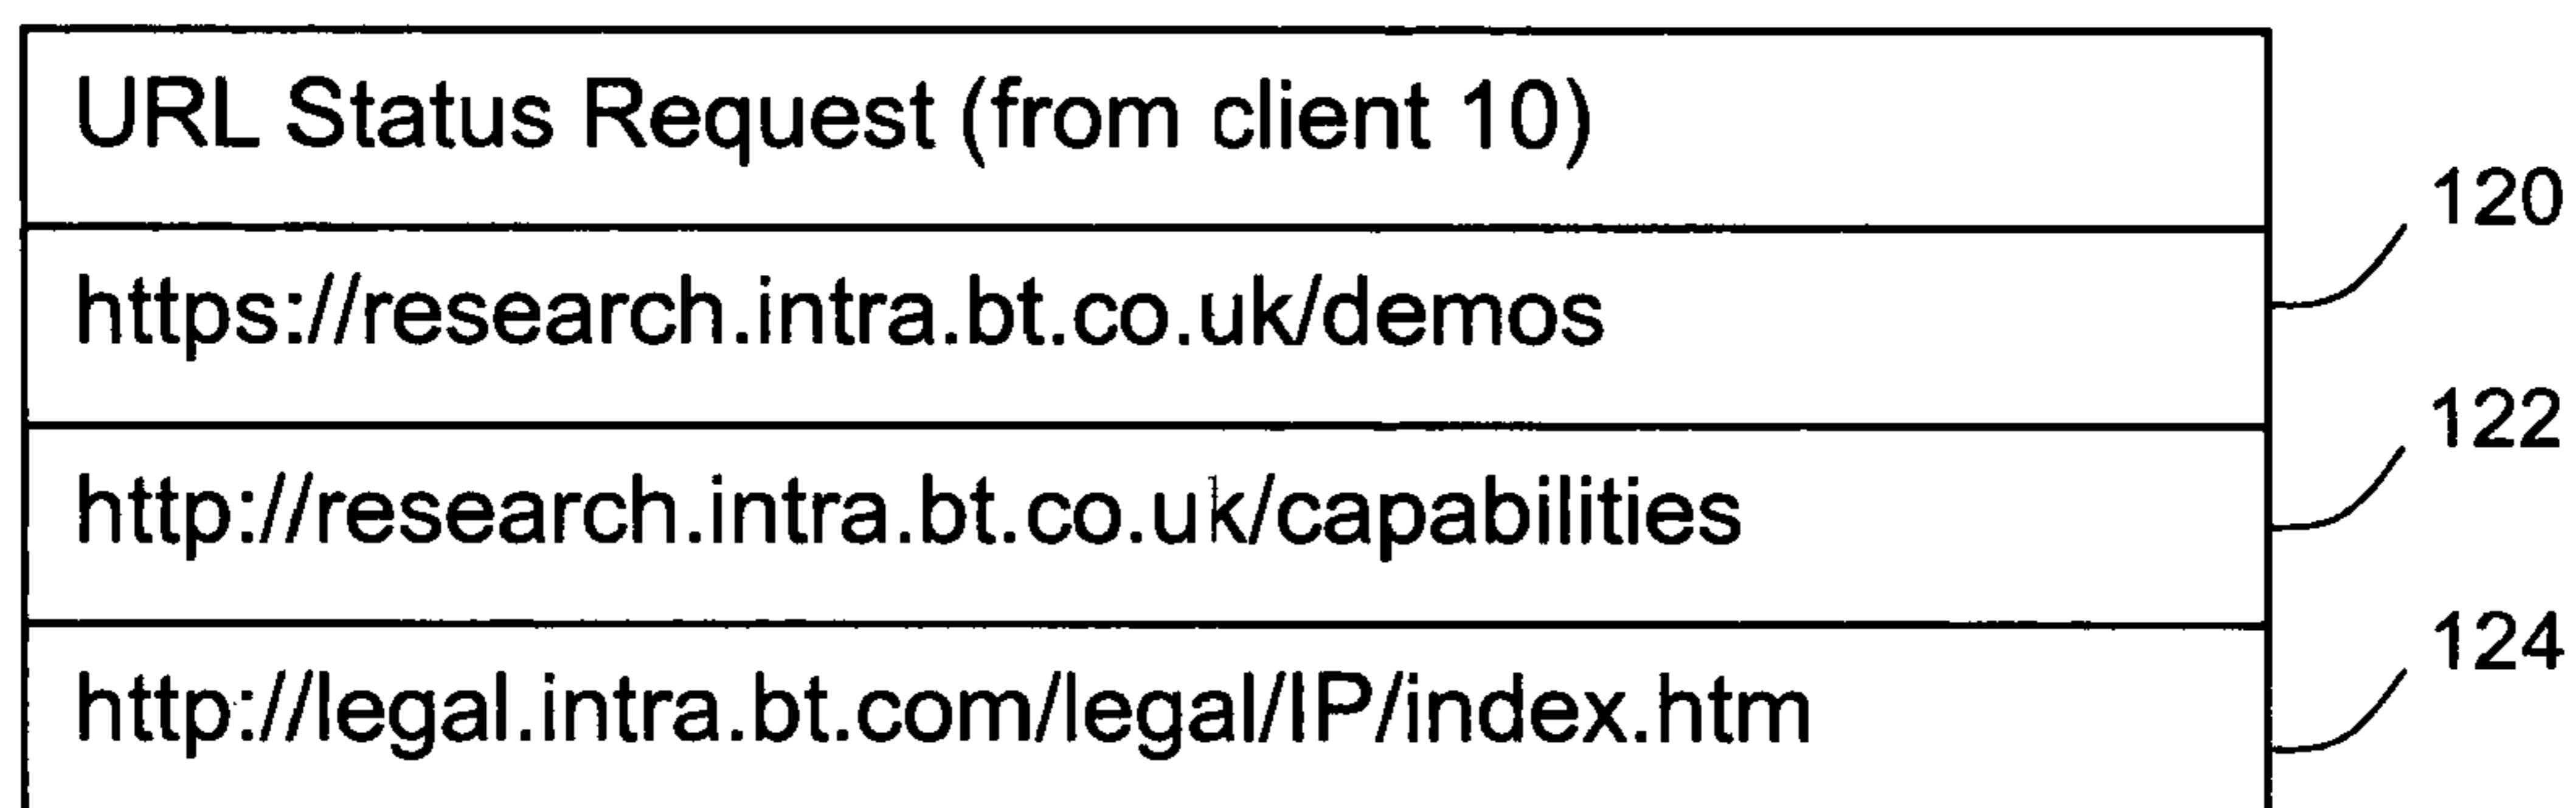 URL Status Request (from client 10)
120
https://research.intra.bt.co.uk/demos
122
http://research.intra.bt.co.uk/capabilities
124
http://legal.intra.bt.com/legal/IP/index.htm